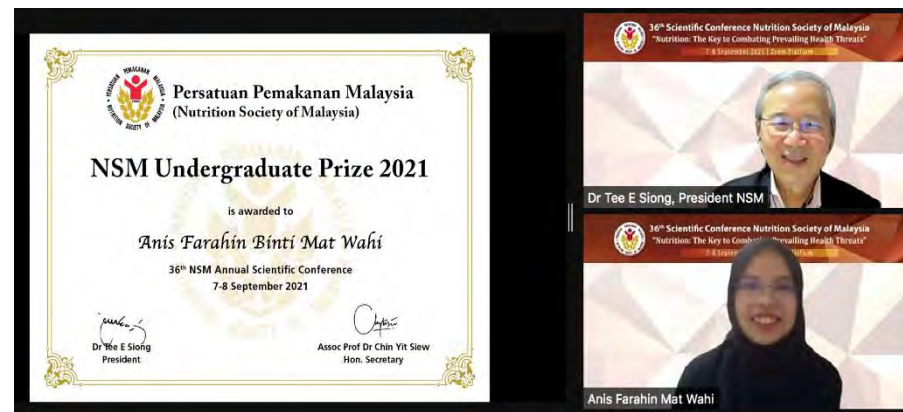 PERSATUAN PEMAKANAN MALAYSIA
NUTRITION SOCIETY OF MALAYSIA
Persatuan Pemakanan Malaysia
(Nutrition Society of Malaysia)
NSM Undergraduate Prize 2021
is awarded to
Anis Farahin Binti Mat Wahi
36th NSM Annual Scientific Conference
7-8 September 2021
Dr Tee E Siong
President
Assoc Prof Dr Chin Yit Siew
Hon. Secretary
36th Scientific Conference Nutrition Society of Malaysia
"Nutrition: The Key to Combating Prevailing Health Threats"
7-8 September 2021 | Zoom Platform
Dr Tee E Siong, President NSM
36th Scientific Conference Nutrition Society of Malaysia
"Nutrition: The Key to Prevailing Health Threats"
7-8
Anis Farahin Mat Wahi